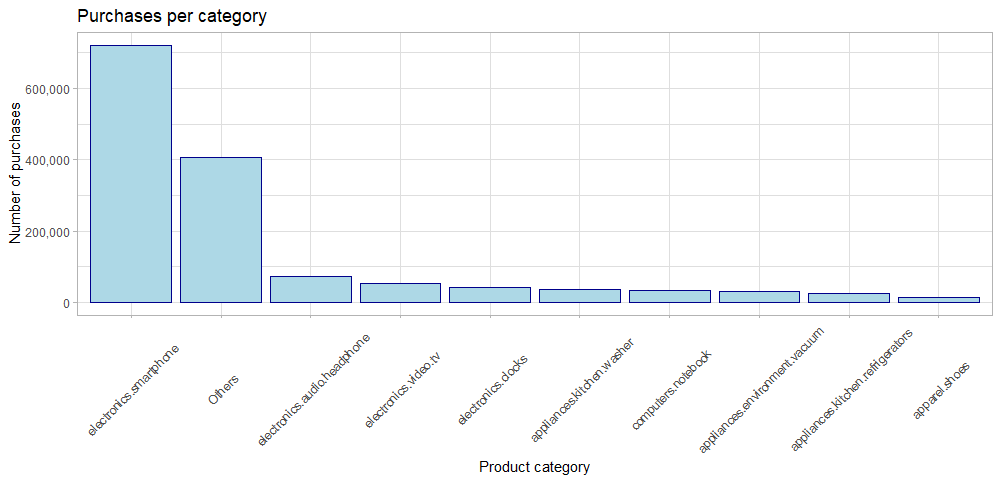 Purchases per category
Number of purchases
600,000
400,000
200,000
0
electronics.smartphone
Others
electronics.audio.headphone
electronics.video.tv
electronics.clocks
appliances.kitchen.washer
computers.notebook
appliances.environment.vacuum
appliances.kitchen.refrigerators
apparel.shoes
Product category